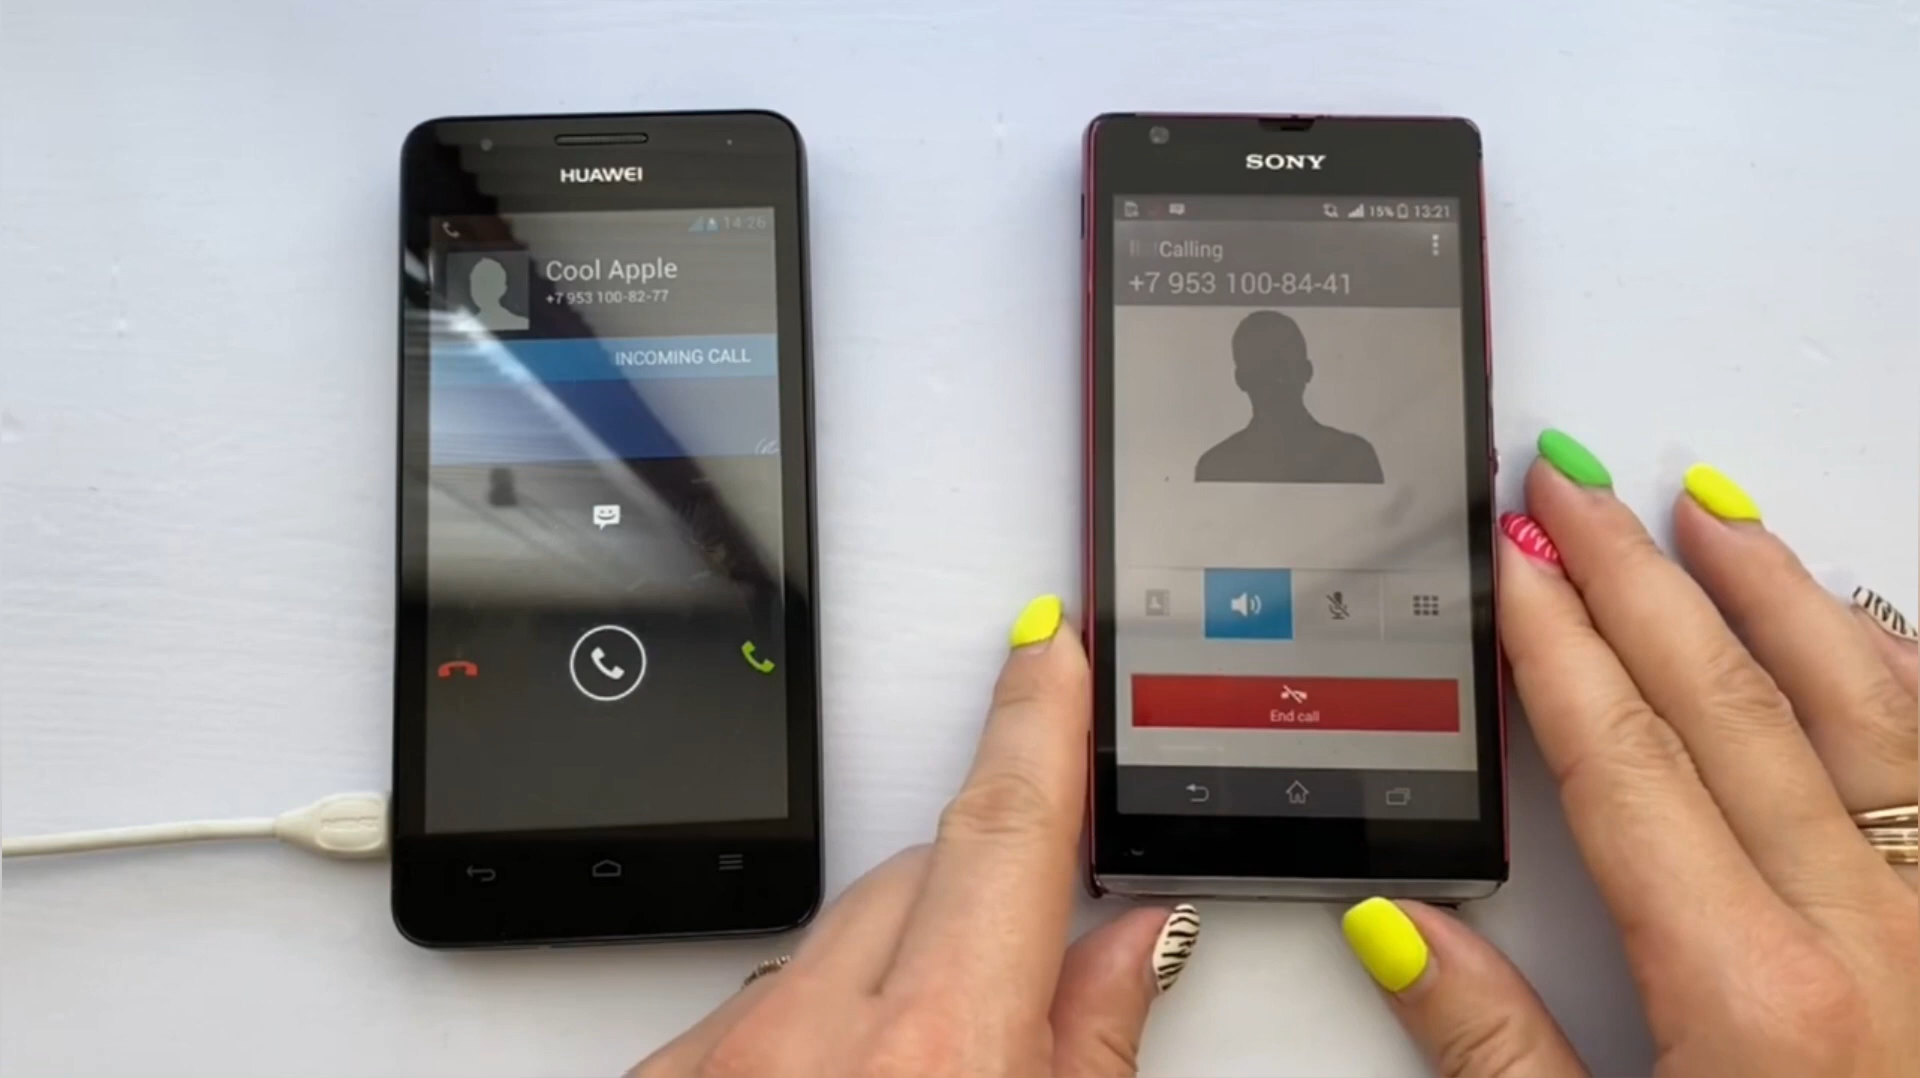 HUAWEI
14:26
Cool Apple
+7 953 100-82-77
INCOMING CALL
SONY
15% 13:21
Calling
+7 953 100-84-41
End call